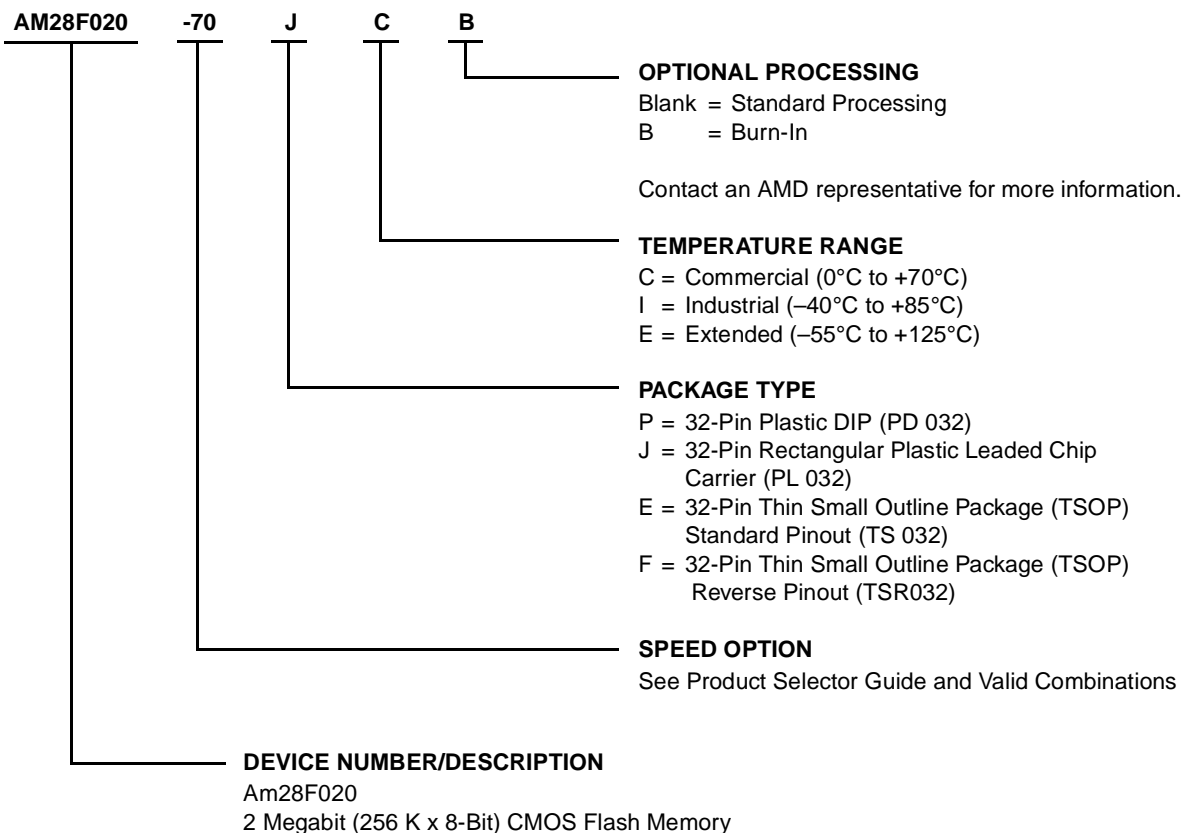 AM28F020 -70 J C B
OPTIONAL PROCESSING
Blank = Standard Processing
B = Burn-In
Contact an AMD representative for more information.
TEMPERATURE RANGE
C = Commercial (0°C to +70°C)
I = Industrial (–40°C to +85°C)
E = Extended (–55°C to +125°C)
PACKAGE TYPE
P = 32-Pin Plastic DIP (PD 032)
J = 32-Pin Rectangular Plastic Leaded Chip
Carrier (PL 032)
E = 32-Pin Thin Small Outline Package (TSOP)
Standard Pinout (TS 032)
F = 32-Pin Thin Small Outline Package (TSOP)
Reverse Pinout (TSR032)
SPEED OPTION
See Product Selector Guide and Valid Combinations
DEVICE NUMBER/DESCRIPTION
Am28F020
2 Megabit (256 K x 8-Bit) CMOS Flash Memory